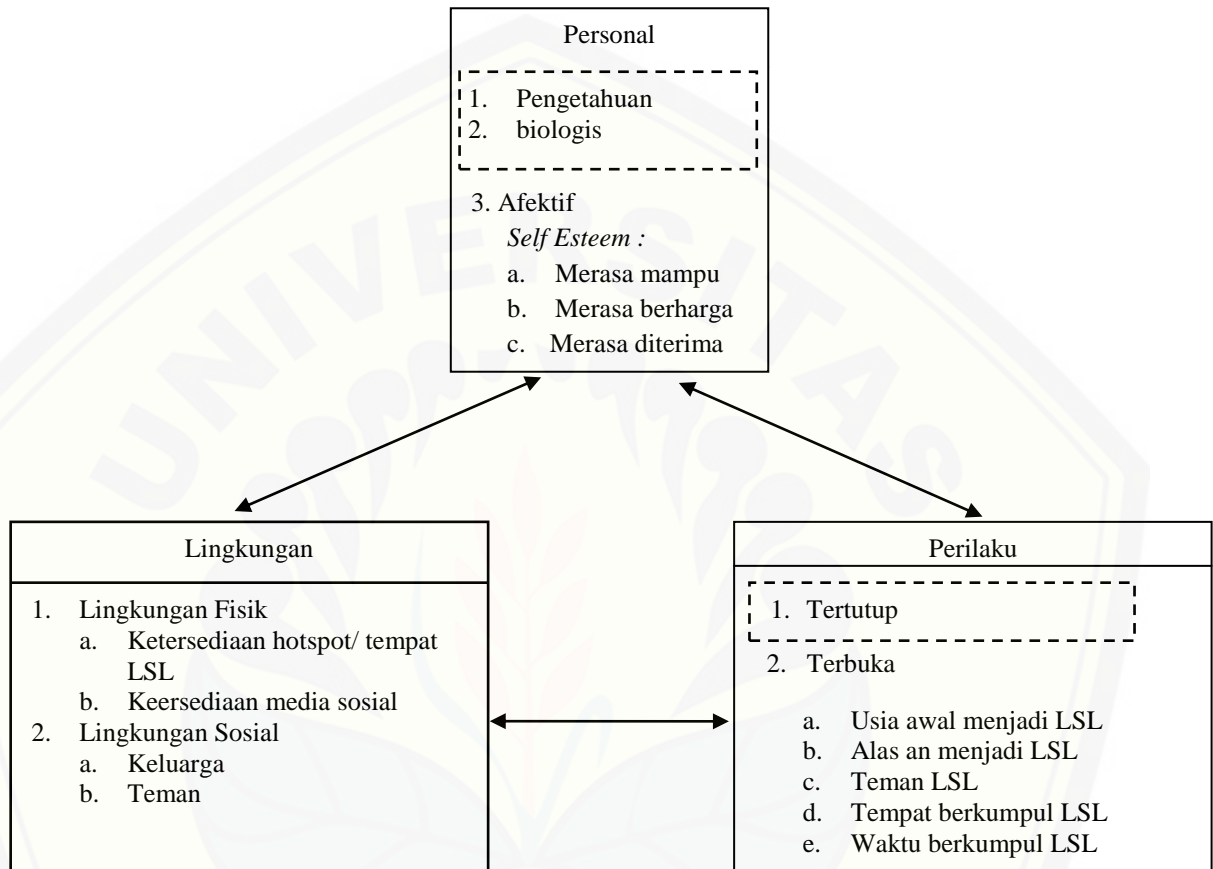 Personal
1. Pengetahuan
2. biologis
3. Afektif
Self Esteem :
a. Merasa mampu
b. Merasa berharga
c. Merasa diterima
Lingkungan
1. Lingkungan Fisik
a. Ketersediaan hotspot/ tempat
LSL
b. Keersediaan media sosial
2. Lingkungan Sosial
a. Keluarga
b. Teman
Perilaku
1. Tertutup
2. Terbuka
a. Usia awal menjadi LSL
b. Alas an menjadi LSL
c. Teman LSL
d. Tempat berkumpul LSL
e. Waktu berkumpul LSL
UNIVERSITAS